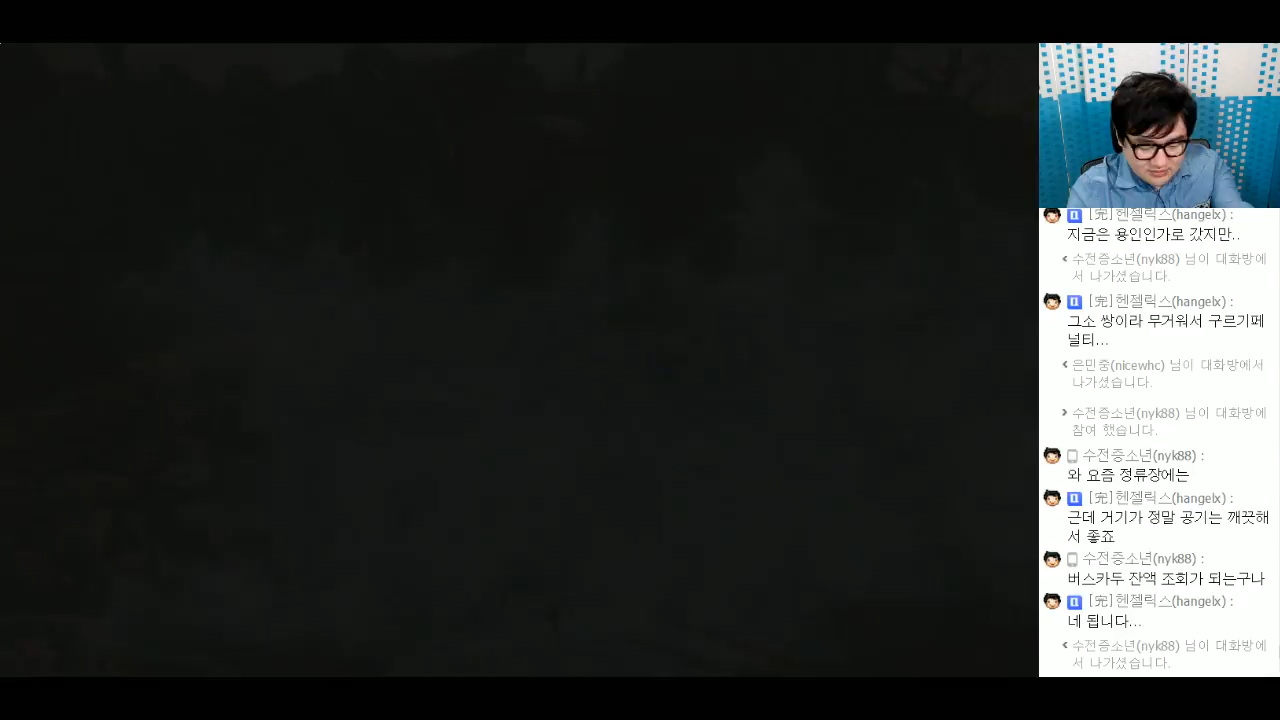 [完]헨젤릭스(hangelx) :
지금은 용인인가로 갔지만..
수전증소년(nyk88) 님이 대화방에
서 나가셨습니다.
[完]헨젤릭스(hangelx) :
그소 쌍이라 무거워서 구르기페
널티...
은민중(nicewhc) 님이 대화방에서
나가셨습니다.
수전증소년(nyk88) 님이 대화방에
참여 했습니다.
수전증소년(nyk88) :
와 요즘 정류장에는
[完]헨젤릭스(hangelx) :
근데 거기가 정말 공기는 깨끗해
서 좋죠
수전증소년(nyk88) :
버스카두 잔액 조회가 되는구나
[完]헨젤릭스(hangelx) :
네 됩니다...
수전증소년(nyk88) 님이 대화방에
서 나가셨습니다.